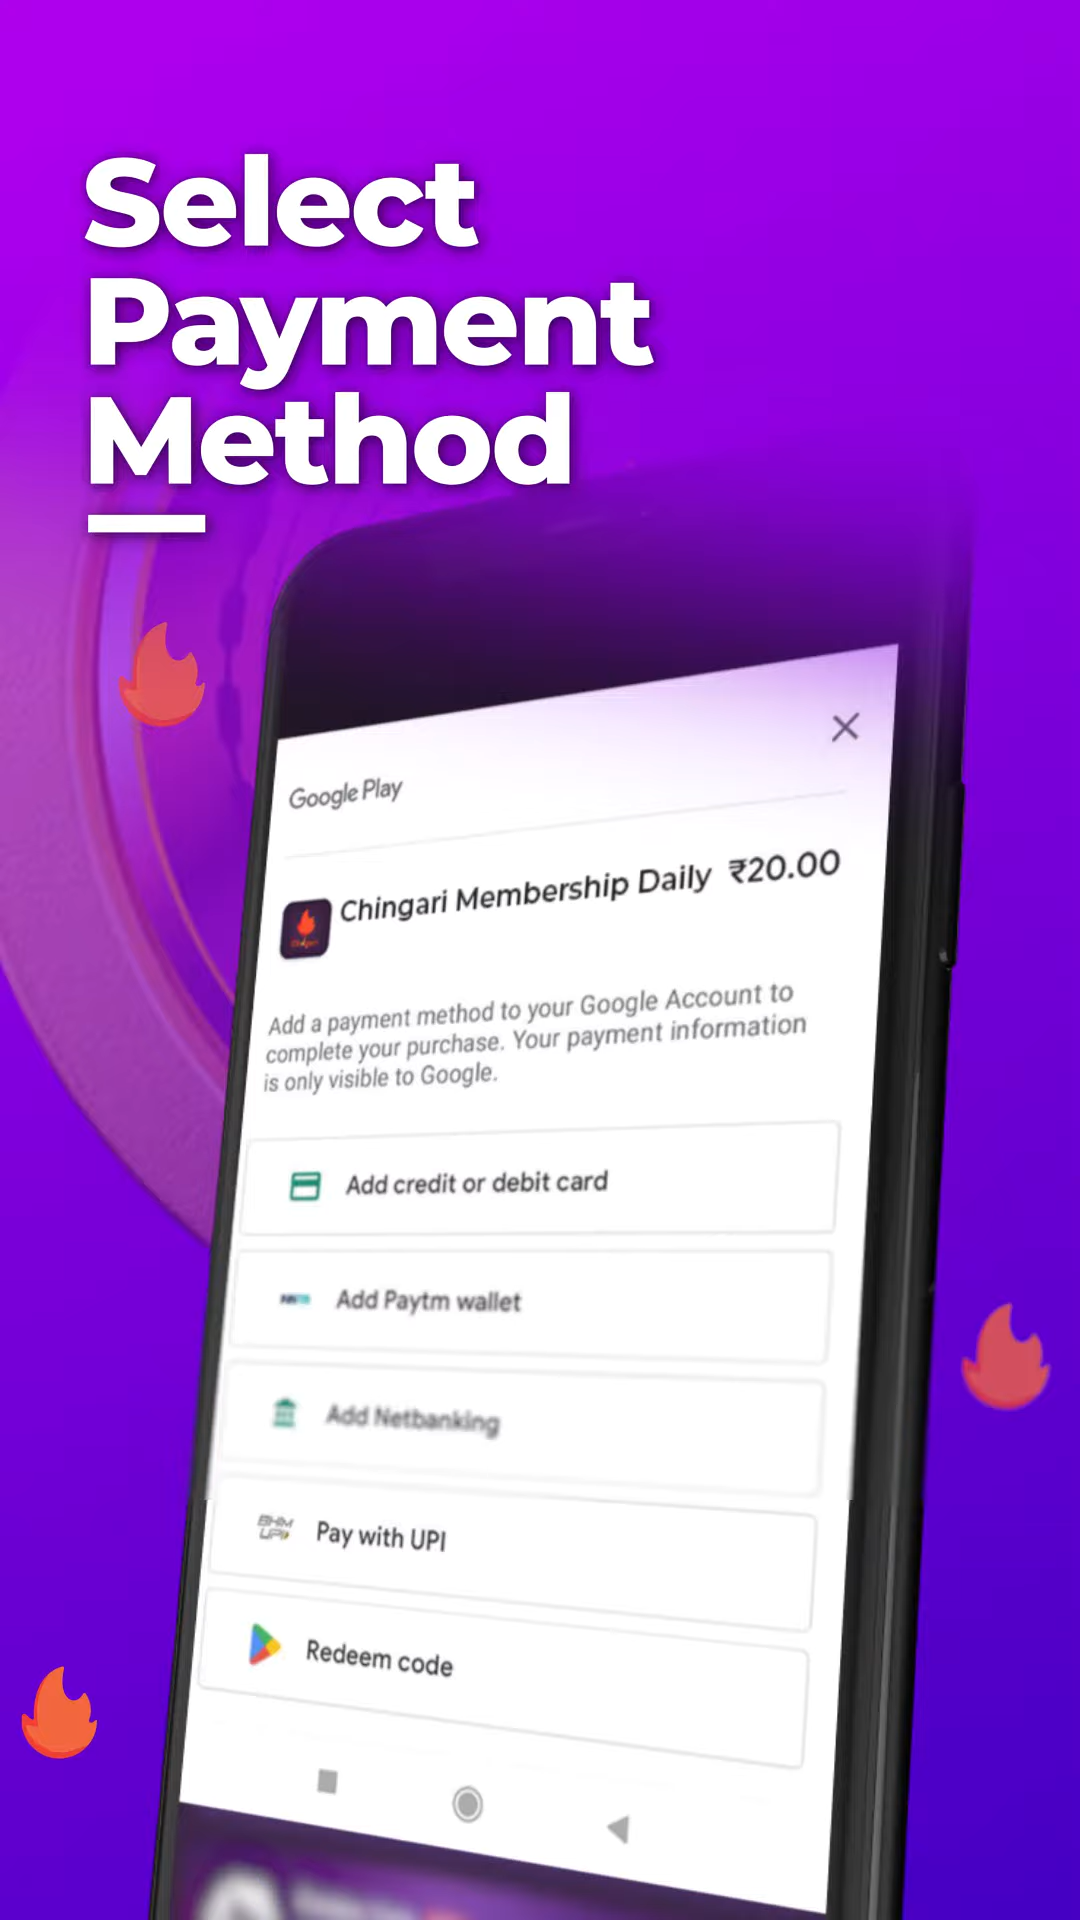 Select
Payment
Method
Google Play
Chingari Membership Daily ₹20.00
Add a payment method to your Google Account to
complete your purchase. Your payment information
is only visible to Google.
Add credit or debit card
Add Paytm wallet
Add Netbanking
BHIM
UPI
Pay with UPI
Redeem code